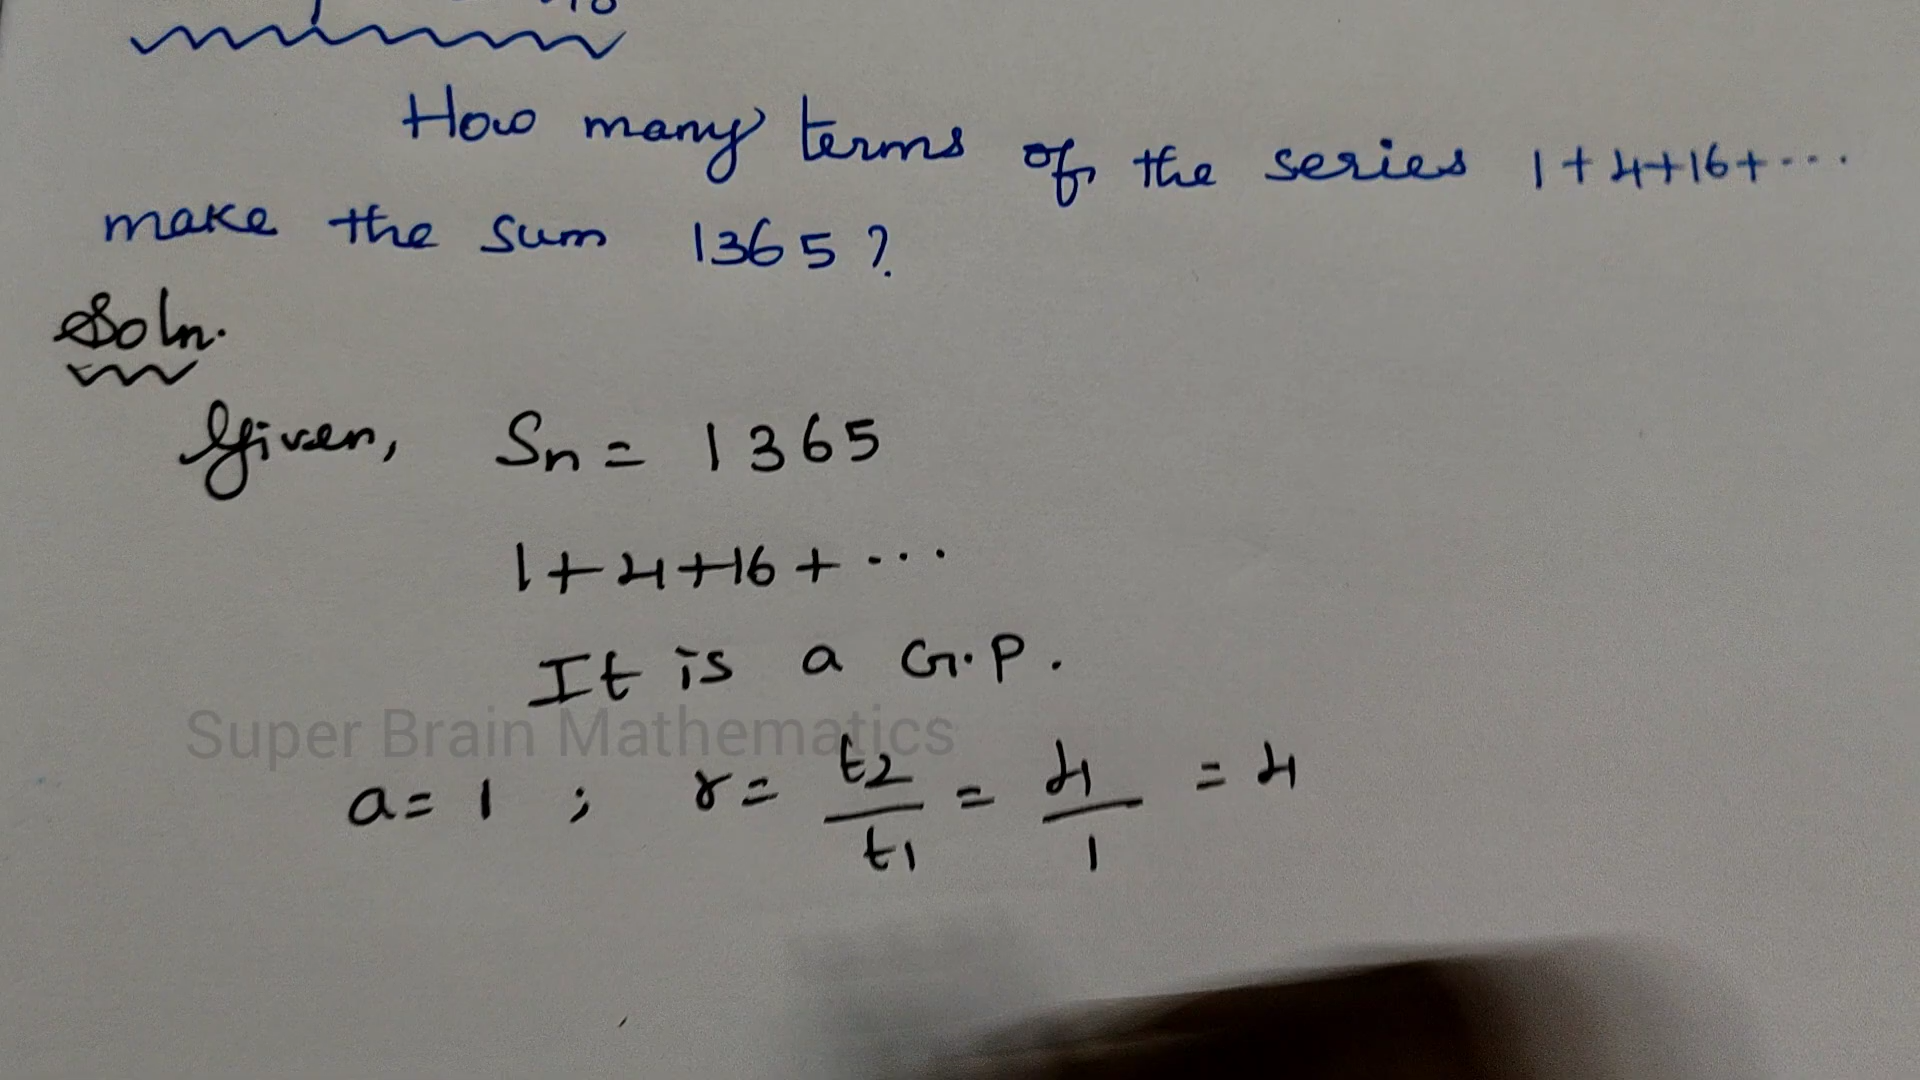 How many terms of the series 1+4+16+...
make the sum 1365?
Soln.
Given, Sn = 1365
1+4+16+...
It is a G.P.
Super Brain Mathematics
a=1 ; r= t2/t1 = 4/1 = 4